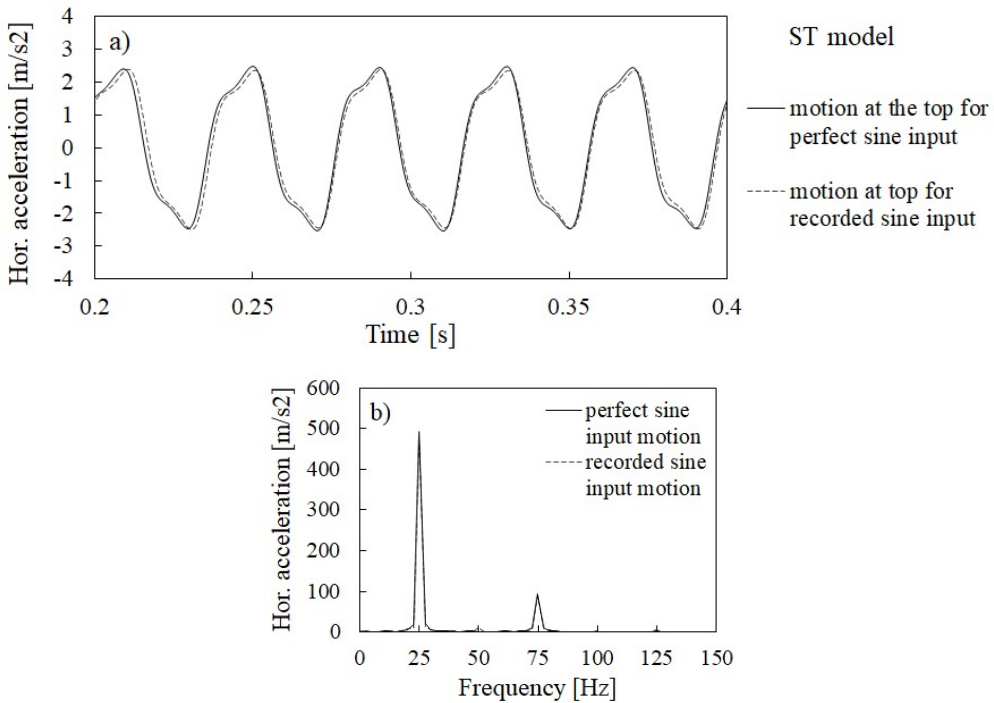 Hor. acceleration [m/s2]
4
3
2
1
0
-1
-2
-3
-4
a)
0.2
0.25
0.3
0.35
0.4
Time [s]
ST model
motion at the top for
perfect sine input
motion at top for
recorded sine input
Hor. acceleration [m/s2]
600
500
400
300
200
100
0
b)
perfect sine
input motion
recorded sine
input motion
0
25
50
75
100
125
150
Frequency [Hz]